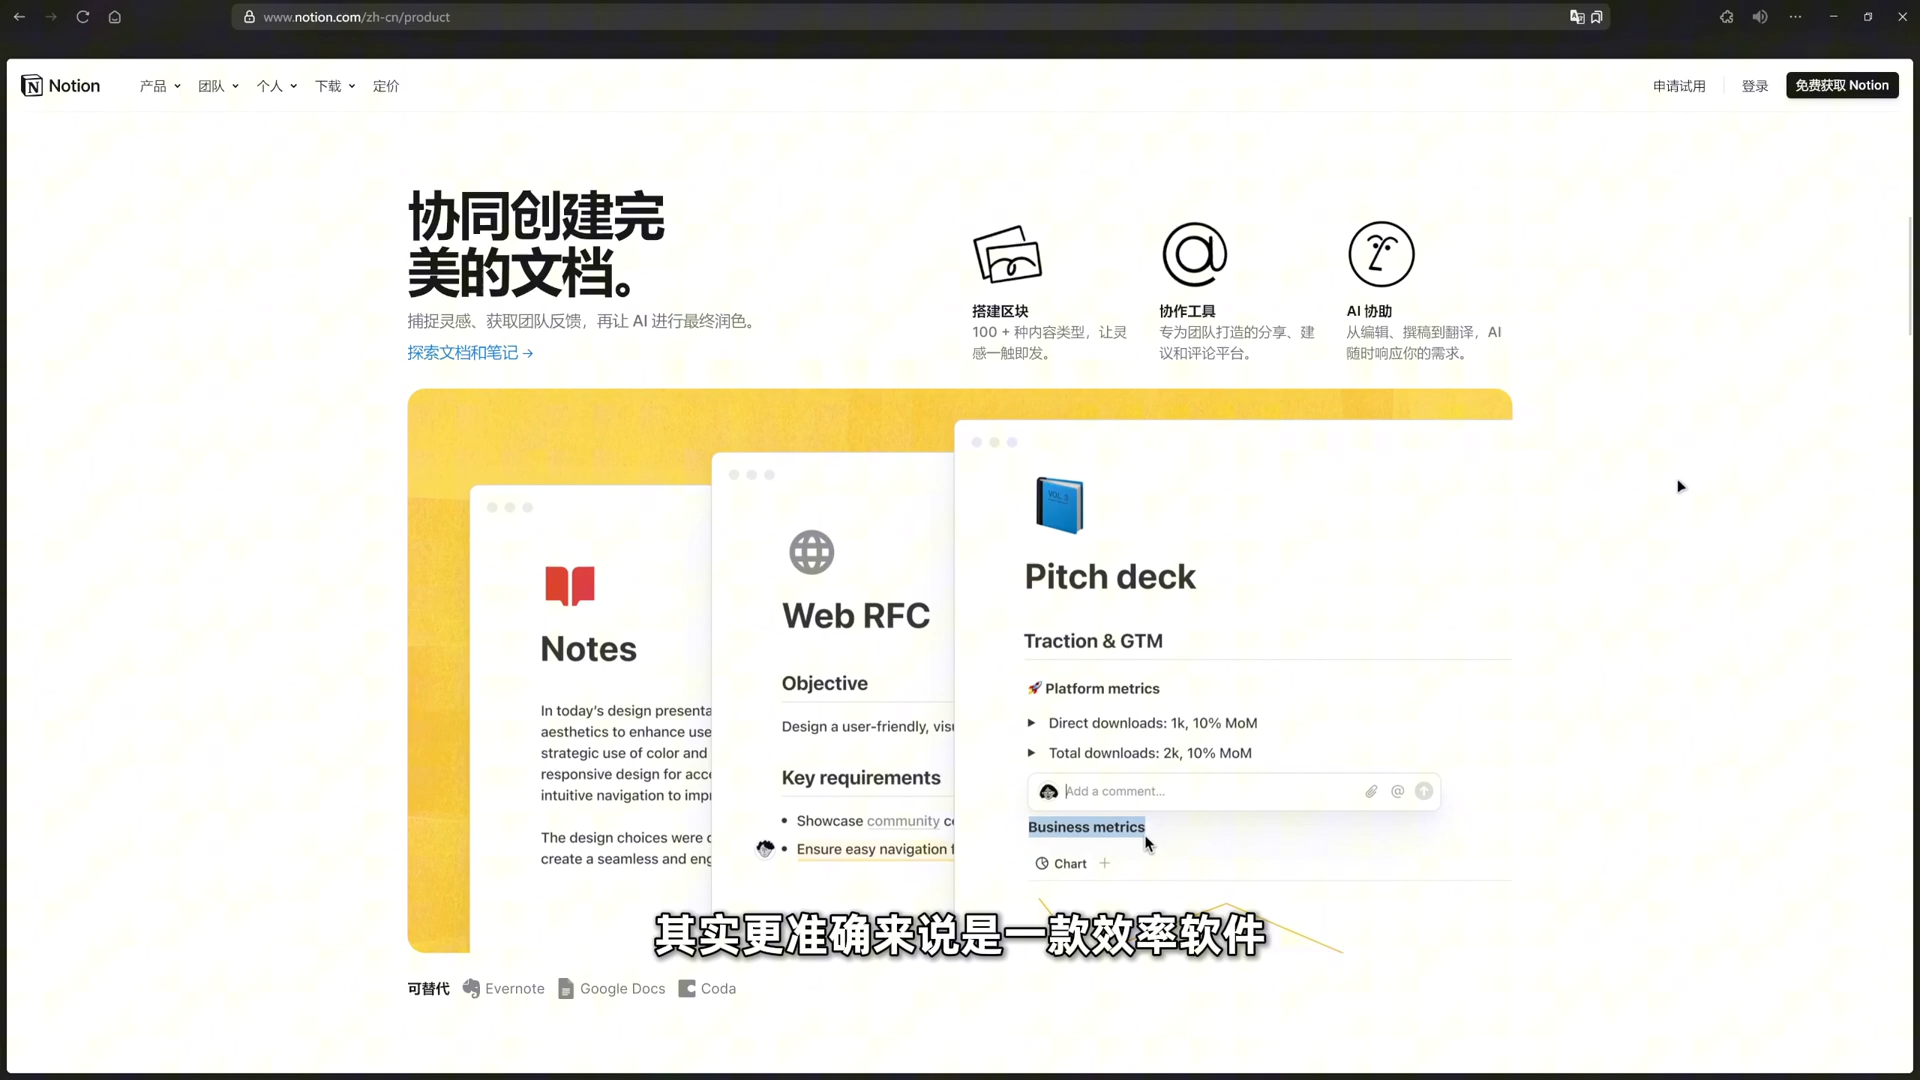 www.notion.com/zh-cn/product
Notion
产品
团队
个人
下载
定价
申请试用
登录
免费获取 Notion
协同创建完
美的文档。
捕捉灵感、获取团队反馈，再让 AI 进行最终润色。
探索文档和笔记 →
搭建区块
100 + 种内容类型，让灵
感一触即发。
协作工具
专为团队打造的分享、建
议和评论平台。
AI 协助
从编辑、撰稿到翻译，AI
随时响应你的需求。
Notes
In today's design presenta
aesthetics to enhance use
strategic use of color and
responsive design for acce
intuitive navigation to impr
The design choices were c
create a seamless and eng
Web RFC
Objective
Design a user-friendly, visu
Key requirements
• Showcase community co
• Ensure easy navigation f
VOL. 3
Pitch deck
Traction & GTM
🚀 Platform metrics
Direct downloads: 1k, 10% MoM
Total downloads: 2k, 10% MoM
Add a comment...
Business metrics
Chart +
其实更准确来说是一款效率软件
可替代 Evernote Google Docs Coda